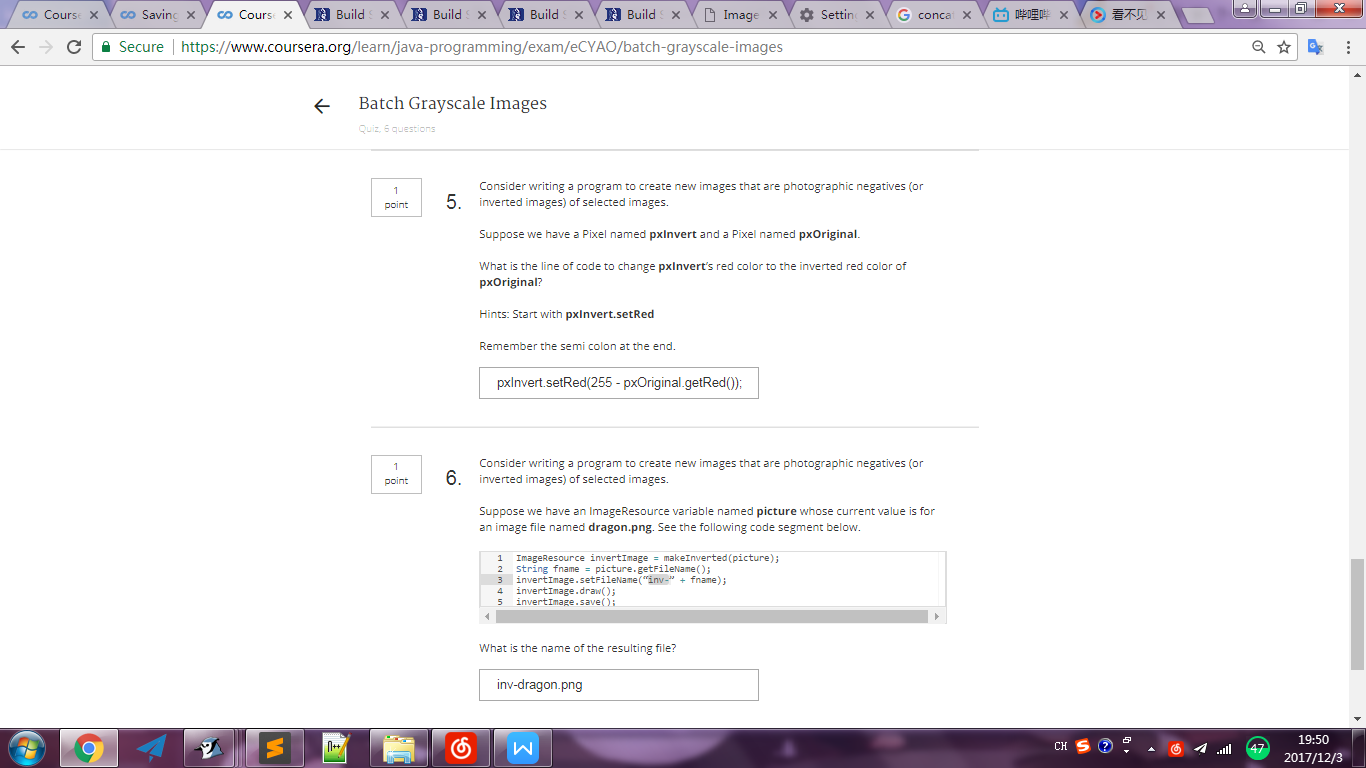 Course
Saving
Course
Build S
Build S
Build S
Build S
Image
Settin
conca
哔哩哔
看不见
Secure
https://www.coursera.org/learn/java-programming/exam/eCYAO/batch-grayscale-images
Batch Grayscale Images
Quiz, 6 questions
1
point
5.
Consider writing a program to create new images that are photographic negatives (or
inverted images) of selected images.
Suppose we have a Pixel named pxInvert and a Pixel named pxOriginal.
What is the line of code to change pxInvert's red color to the inverted red color of
pxOriginal?
Hints: Start with pxInvert.setRed
Remember the semi colon at the end.
pxInvert.setRed(255 - pxOriginal.getRed());
1
point
6.
Consider writing a program to create new images that are photographic negatives (or
inverted images) of selected images.
Suppose we have an ImageResource variable named picture whose current value is for
an image file named dragon.png. See the following code segment below.
1 ImageResource invertImage = makeInverted(picture);
2 String fname = picture.getFileName();
3 invertImage.setFileName(“inv-” + fname);
4 invertImage.draw();
5 invertImage.save();
What is the name of the resulting file?
inv-dragon.png
CH
47
19:50
2017/12/3